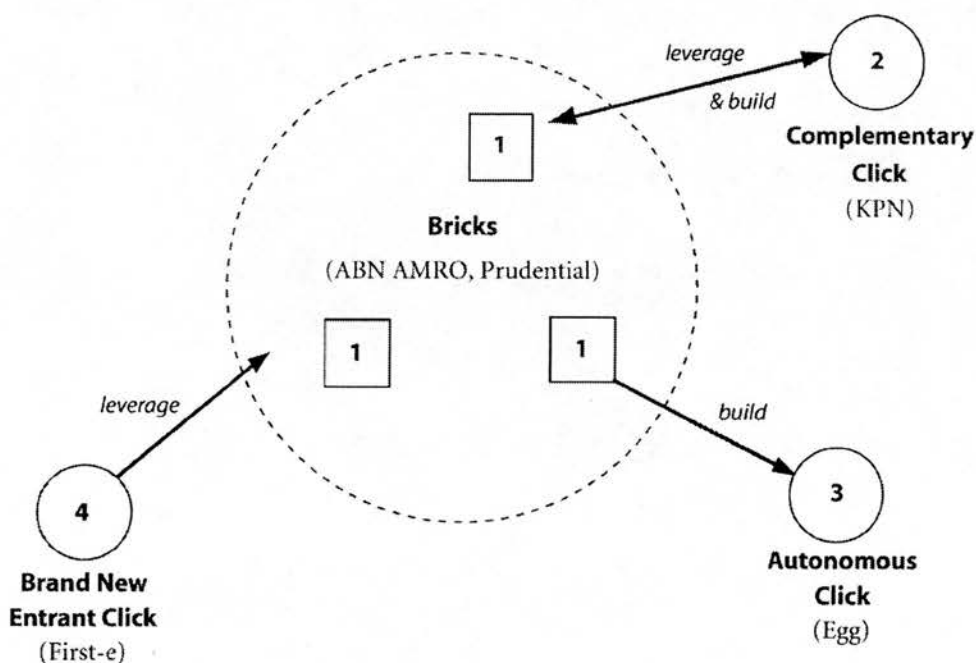 leverage
& build
2
Complementary
Click
(KPN)
1
Bricks
(ABN AMRO, Prudential)
1
1
leverage
build
4
Brand New
Entrant Click
(First-e)
3
Autonomous
Click
(Egg)